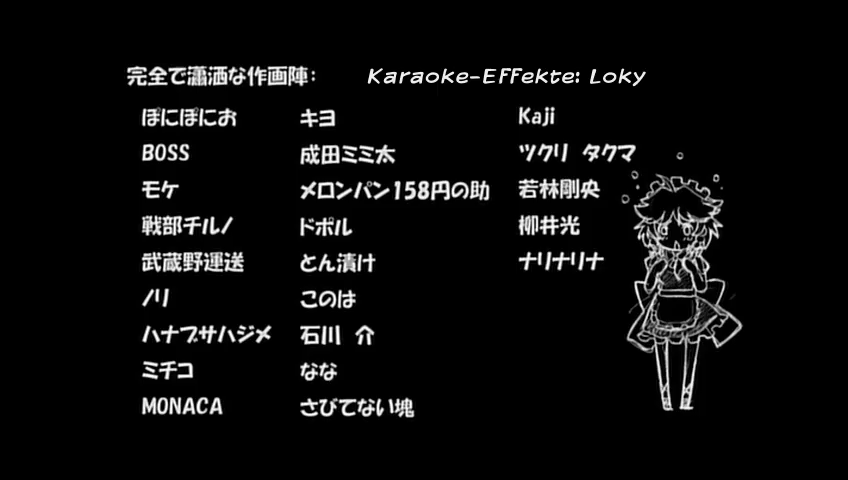 完全で瀟洒な作画陣: Karaoke-Effekte: Loky
ぽにぽにお キヨ Kaji
BOSS 成田ミミ太 ツクリ タクマ
モケ メロンパン158円の助 若林剛央
戦部チルノ ドポル 柳井光
武蔵野運送 とん漬け ナリナリナ
ノリ このは
ハナブサハジメ 石川 介
ミチコ なな
MONACA さびてない塊